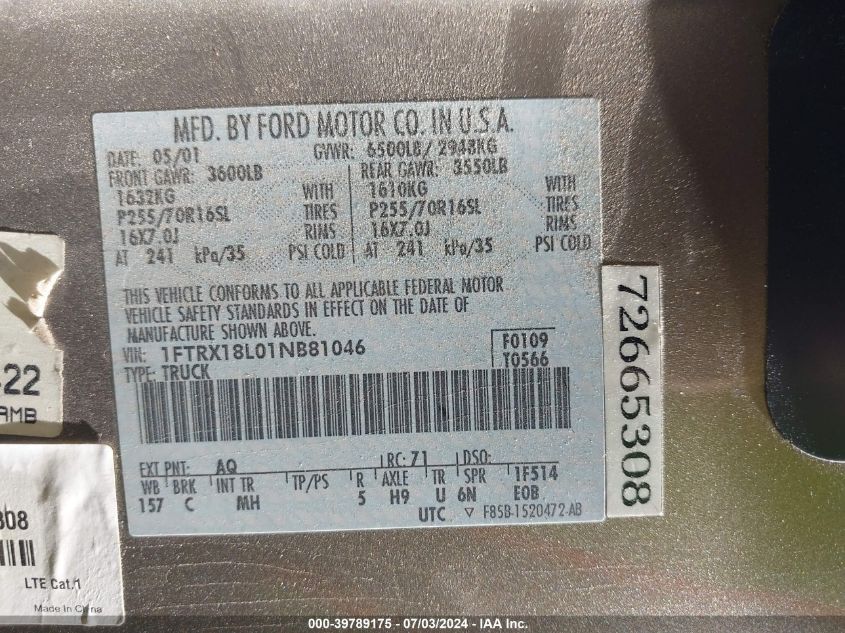 MFD. BY FORD MOTOR CO. IN U.S.A.
DATE: 05/01 GVWR: 6500LB/ 2948KG
FRONT GAWR: 3600LB REAR GAWR: 3550LB
1632KG WITH 1610KG WITH
P255/70R16SL TIRES P255/70R16SL TIRES
16X7.0J RIMS 16X7.0J RIMS
AT 241 kPa/35 PSI COLD AT 241 kPa/35 PSI COLD
THIS VEHICLE CONFORMS TO ALL APPLICABLE FEDERAL MOTOR
VEHICLE SAFETY STANDARDS IN EFFECT ON THE DATE OF
MANUFACTURE SHOWN ABOVE.
VIN: 1FTRX18L01NB81046 F0109
TYPE: TRUCK T0566
EXT PNT: AQ RC: 71 DSO:
WB BRK INT TR TP/PS R AXLE TR SPR 1F514
157 C MH 5 H9 U 6N EOB
UTC ▽ F85B-1520472-AB
72665308
22
AMB
308
LTE Cat.1
Made In China
000-39789175 - 07/03/2024 - IAA Inc.